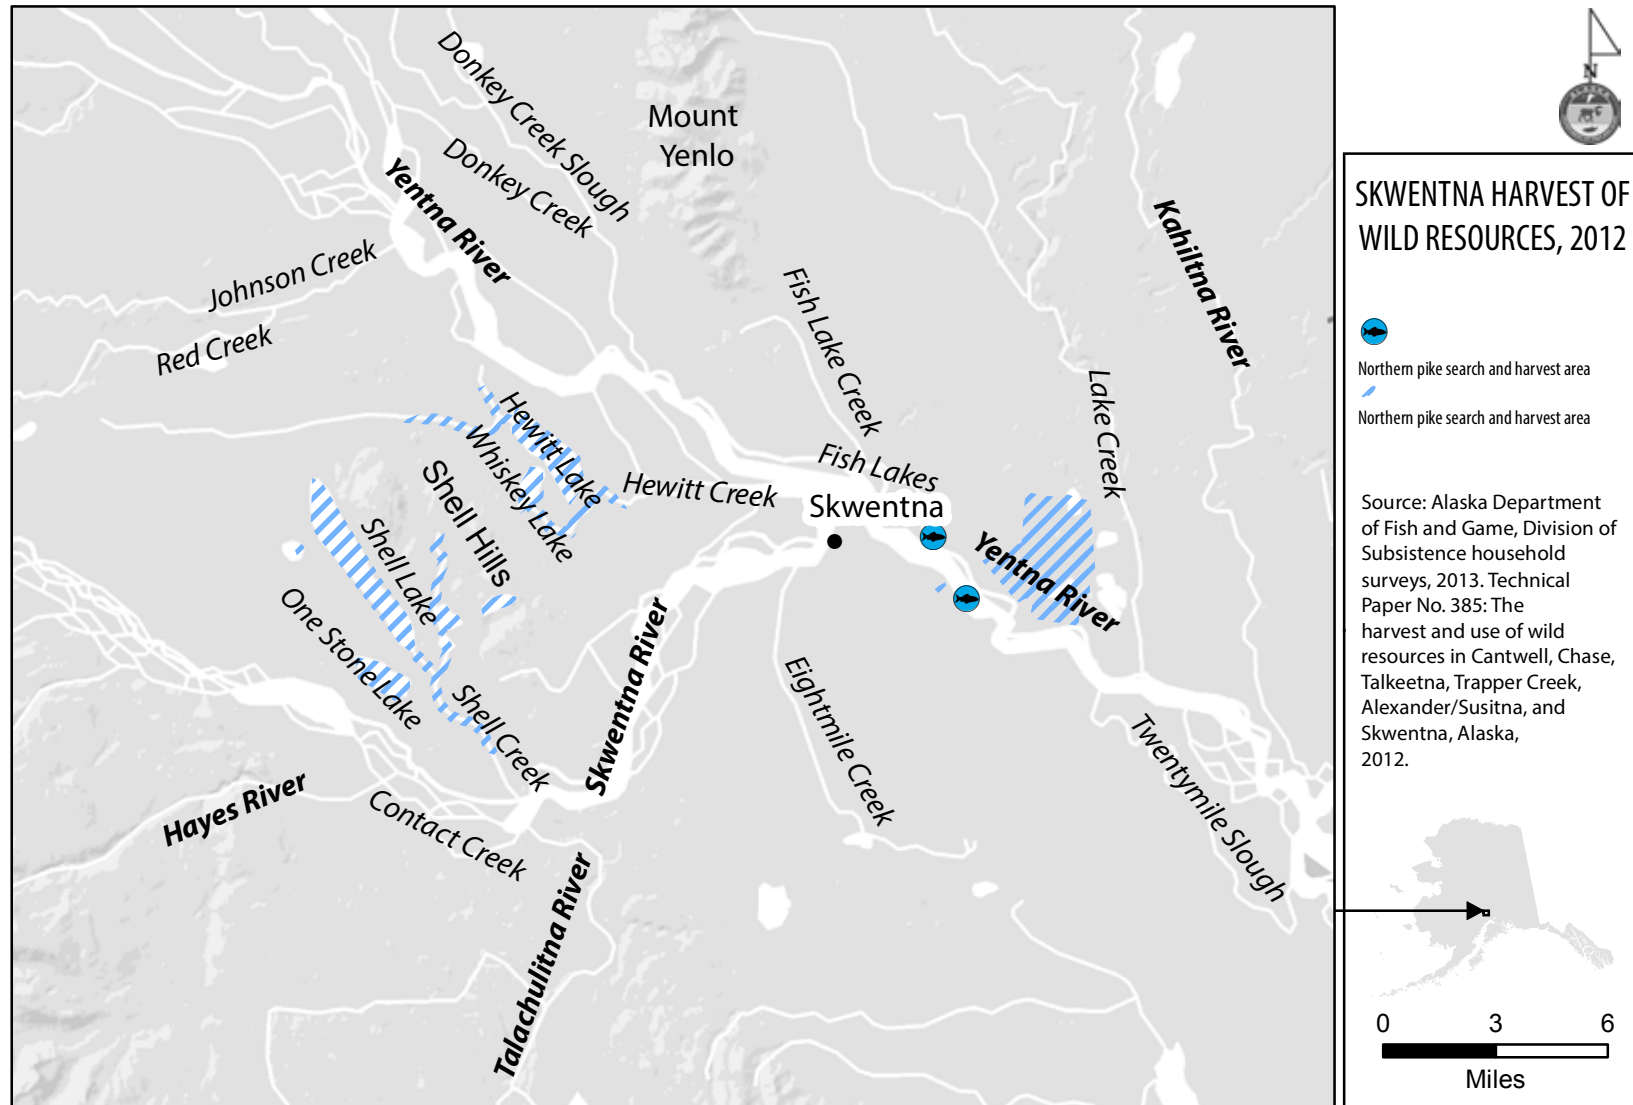 Donkey Creek Slough
Mount
Yenlo
Donkey Creek
Yentna River
Kahiltna River
Johnson Creek
Red Creek
Fish Lake Creek
Lake Creek
Hewitt Lake
Whiskey Lake
Shell Hills
Hewitt Creek
Fish Lakes
Skwentna
Shell Lake
Yentna River
One Stone Lake
Shell Creek
Skwentna River
Eightmile Creek
Twentymile Slough
Hayes River
Contact Creek
Talachulitna River
N
ALASKA
SKWENTNA HARVEST OF
WILD RESOURCES, 2012
Northern pike search and harvest area
Northern pike search and harvest area
Source: Alaska Department
of Fish and Game, Division of
Subsistence household
surveys, 2013. Technical
Paper No. 385: The
harvest and use of wild
resources in Cantwell, Chase,
Talkeetna, Trapper Creek,
Alexander/Susitna, and
Skwentna, Alaska,
2012.
0 3 6
Miles